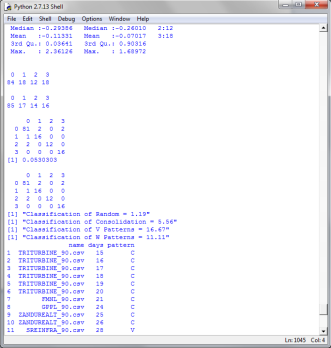 Python 2.7.13 Shell
File Edit Shell Debug Options Window Help
Median :-0.29386 Median :-0.26010 2:12
Mean :-0.11331 Mean :-0.07017 3:18
3rd Qu.: 0.03641 3rd Qu.: 0.90316
Max. : 2.36126 Max. : 1.68972
0 1 2 3
84 18 12 18
0 1 2 3
85 17 14 16
0 1 2 3
0 81 2 0 2
1 1 16 0 0
2 2 0 12 0
3 0 0 0 16
[1] 0.0530303
0 1 2 3
0 81 2 0 2
1 1 16 0 0
2 2 0 12 0
3 0 0 0 16
[1] "Classification of Random = 1.19"
[1] "Classification of Consolidation = 5.56"
[1] "Classification of V Patterns = 16.67"
[1] "Classification of W Patterns = 11.11"
name days pattern
1 TRITURBINE_90.csv 15 C
2 TRITURBINE_90.csv 16 C
3 TRITURBINE_90.csv 17 C
4 TRITURBINE_90.csv 18 C
5 TRITURBINE_90.csv 19 C
6 TRITURBINE_90.csv 20 C
7 FMNL_90.csv 21 C
8 GPPL_90.csv 24 C
9 ZANDUREALT_90.csv 25 C
10 ZANDUREALT_90.csv 26 C
11 SREINFRA_90.csv 28 V
Ln: 1045 Col: 4